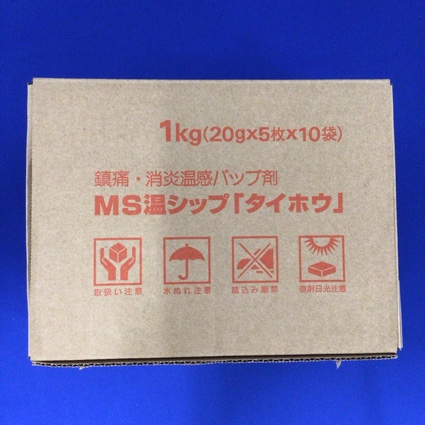 1kg(20g×5枚×10袋)
鎮痛・消炎温感パップ剤
MS温シップ「タイホウ」
取扱い注意 水ぬれ注意 踏込み厳禁 直射日光注意